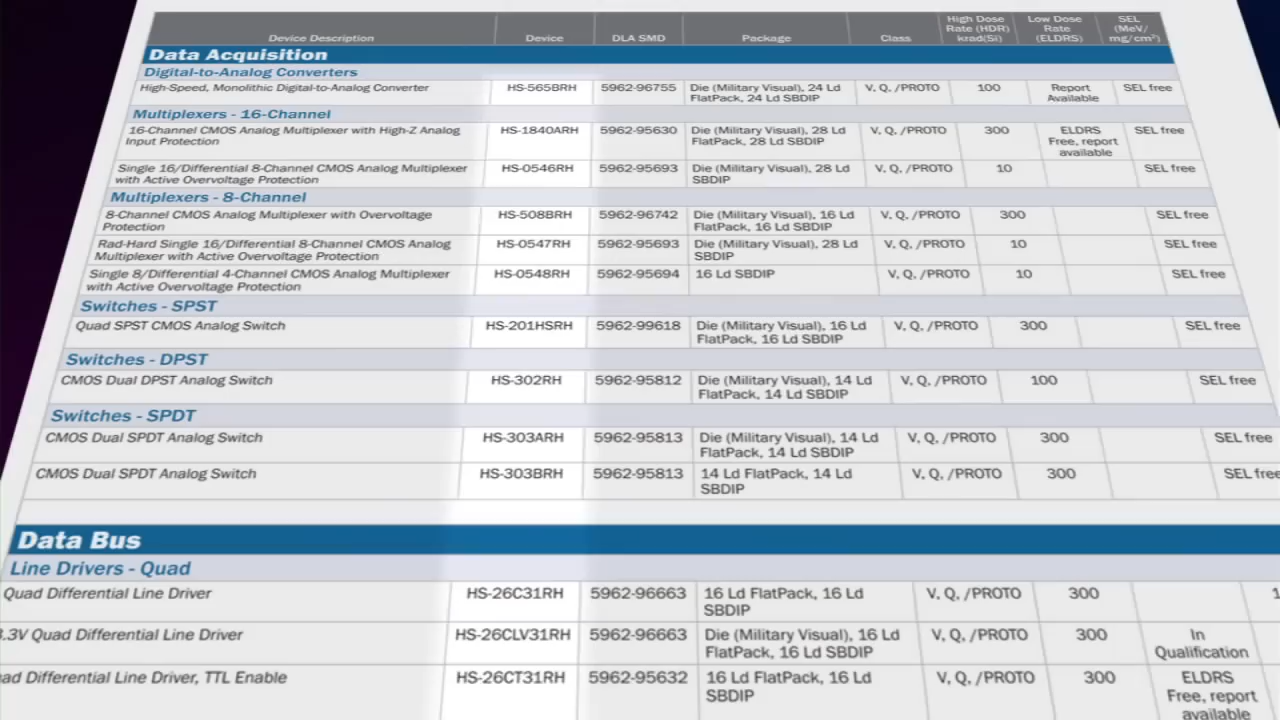 Device Description Device DLA SMD Package Class High Dose Rate (HDR) krad(Si) Low Dose Rate (ELDRS) SEL (MeV/ mg/cm²)
Data Acquisition
Digital-to-Analog Converters
High-Speed, Monolithic Digital-to-Analog Converter HS-565BRH 5962-96755 Die (Military Visual), 24 Ld V, Q, /PROTO 100 Report SEL free
FlatPack, 24 Ld SBDIP Available
Multiplexers - 16-Channel
16-Channel CMOS Analog Multiplexer with High-Z Analog HS-1840ARH 5962-95630 Die (Military Visual), 28 Ld V, Q, /PROTO 300 ELDRS SEL free
Input Protection FlatPack, 28 Ld SBDIP Free, report
available
Single 16/Differential 8-Channel CMOS Analog Multiplexer HS-0546RH 5962-95693 Die (Military Visual), 28 Ld V, Q, /PROTO 10 SEL free
with Active Overvoltage Protection SBDIP
Multiplexers - 8-Channel
8-Channel CMOS Analog Multiplexer with Overvoltage HS-508BRH 5962-96742 Die (Military Visual), 16 Ld V, Q, /PROTO 300 SEL free
Protection FlatPack, 16 Ld SBDIP
Rad-Hard Single 16/Differential 8-Channel CMOS Analog HS-0547RH 5962-95693 Die (Military Visual), 28 Ld V, Q, /PROTO 10 SEL free
Multiplexer with Active Overvoltage Protection SBDIP
Single 8/Differential 4-Channel CMOS Analog Multiplexer HS-0548RH 5962-95694 16 Ld SBDIP V, Q, /PROTO 10 SEL free
with Active Overvoltage Protection
Switches - SPST
Quad SPST CMOS Analog Switch HS-201HSRH 5962-99618 Die (Military Visual), 16 Ld V, Q, /PROTO 300 SEL free
FlatPack, 16 Ld SBDIP
Switches - DPST
CMOS Dual DPST Analog Switch HS-302RH 5962-95812 Die (Military Visual), 14 Ld V, Q, /PROTO 100 SEL free
FlatPack, 14 Ld SBDIP
Switches - SPDT
CMOS Dual SPDT Analog Switch HS-303ARH 5962-95813 Die (Military Visual), 14 Ld V, Q, /PROTO 300 SEL free
FlatPack, 14 Ld SBDIP
CMOS Dual SPDT Analog Switch HS-303BRH 5962-95813 14 Ld FlatPack, 14 Ld V, Q, /PROTO 300 SEL free
SBDIP
Data Bus
Line Drivers - Quad
Quad Differential Line Driver HS-26C31RH 5962-96663 16 Ld FlatPack, 16 Ld V, Q, /PROTO 300 1
SBDIP
3.3V Quad Differential Line Driver HS-26CLV31RH 5962-96663 Die (Military Visual), 16 Ld V, Q, /PROTO 300 In
FlatPack, 16 Ld SBDIP Qualification
ad Differential Line Driver, TTL Enable HS-26CT31RH 5962-95632 16 Ld FlatPack, 16 Ld V, Q, /PROTO 300 ELDRS
SBDIP Free, report
available